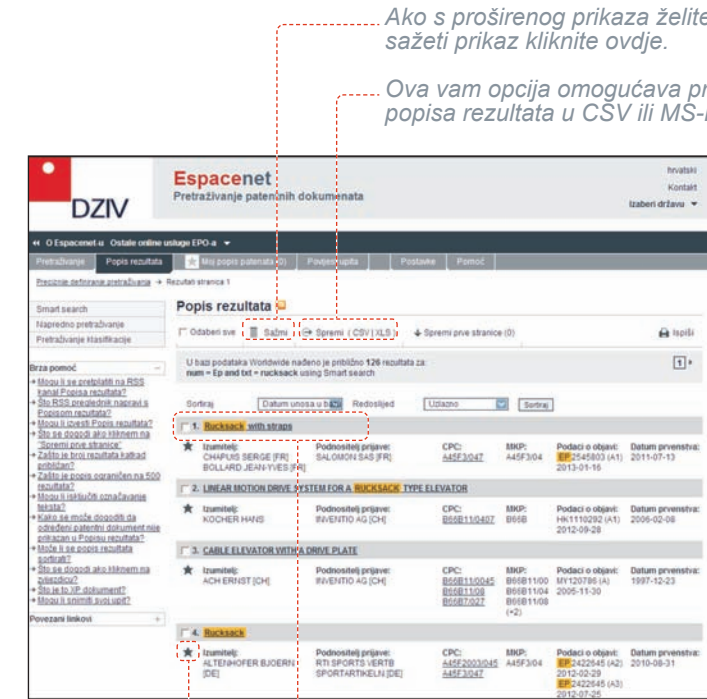 Ako s proširenog prikaza želite
sažeti prikaz kliknite ovdje.
Ova vam opcija omogućava pr
popisa rezultata u CSV ili MS-
DZIV
Espacenet
Pretraživanje patentnih dokumenata
hrvatski
Kontakt
Izaberi državu
O Espacenet-u Ostale online usluge EPO-a
Pretraživanje Popis rezultata Moj popis patenata (0) Povijest upita Postavke Pomoć
Preciznije definirana pretraživanja → Rezultati stranica 1
Smart search
Napredno pretraživanje
Pretraživanje klasifikacije
Brza pomoć
Mogu li se pretplatiti na RSS
kanal Popisa rezultata?
Što RSS preglednik napravi s
Popisom rezultata?
Mogu li izvesti Popis rezultata?
Što se dogodi ako kliknem na
"Spremi prve stranice"
Zašto je broj rezultata katkad
približan?
Zašto je popis ograničen na 500
rezultata?
Mogu li isključiti označavanje
teksta?
Kako se može dogoditi da
određeni patentni dokument nije
prikazan u Popisu rezultata?
Može li se popis rezultata
sortirati?
Što se dogodi ako kliknem na
zvjezdicu?
Što je to XP dokument?
Mogu li snimiti svoj upit?
Povezani linkovi
Popis rezultata
Odaberi sve Sažmi Spremi ( CSV | XLS ) Spremi prve stranice (0) Ispiši
U bazi podataka Worldwide nađeno je približno 126 rezultata za:
num = Ep and txt = rucksack using Smart search
1
Sortiraj Datum unosa u bazu Redoslijed Uzlazno Sortiraj
1. Rucksack with straps
Izumitelj: Podnositelj prijave: CPC: MKP: Podaci o objavi: Datum prvenstva:
CHAPUIS SERGE [FR] SALOMON SAS [FR] A45F3/047 A45F3/04 EP2545803 (A1) 2011-07-13
BOLLARD JEAN-YVES [FR] 2013-01-16
2. LINEAR MOTION DRIVE SYSTEM FOR A RUCKSACK TYPE ELEVATOR
Izumitelj: Podnositelj prijave: CPC: MKP: Podaci o objavi: Datum prvenstva:
KOCHER HANS INVENTIO AG [CH] B66B11/0407 B66B HK1110292 (A1) 2006-02-08
2012-09-28
3. CABLE ELEVATOR WITH A DRIVE PLATE
Izumitelj: Podnositelj prijave: CPC: MKP: Podaci o objavi: Datum prvenstva:
ACH ERNST [CH] INVENTIO AG [CH] B66B11/0045 B66B11/00 MY120786 (A) 1997-12-23
B66B11/08 B66B11/04 2005-11-30
B66B7/027 B66B11/08
(+2)
4. Rucksack
Izumitelj: Podnositelj prijave: CPC: MKP: Podaci o objavi: Datum prvenstva:
ALTENHOFER BJOERN RTI SPORTS VERTB A45F2003/045 A45F3/04 EP2422645 (A2) 2010-08-31
[DE] SPORTARTIKELN [DE] A45F3/047 2012-02-29
EP2422645 (A3)
2012-07-25